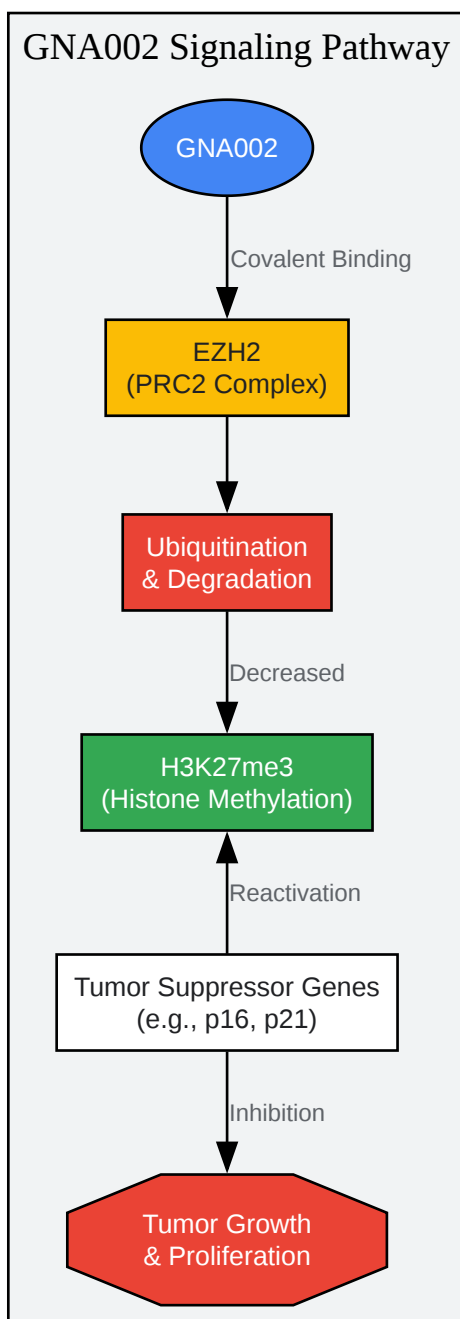 GNA002 Signaling Pathway
GNA002
Covalent Binding
EZH2
(PRC2 Complex)
Ubiquitination
& Degradation
Decreased
H3K27me3
(Histone Methylation)
Reactivation
Tumor Suppressor Genes
(e.g., p16, p21)
Inhibition
Tumor Growth
& Proliferation